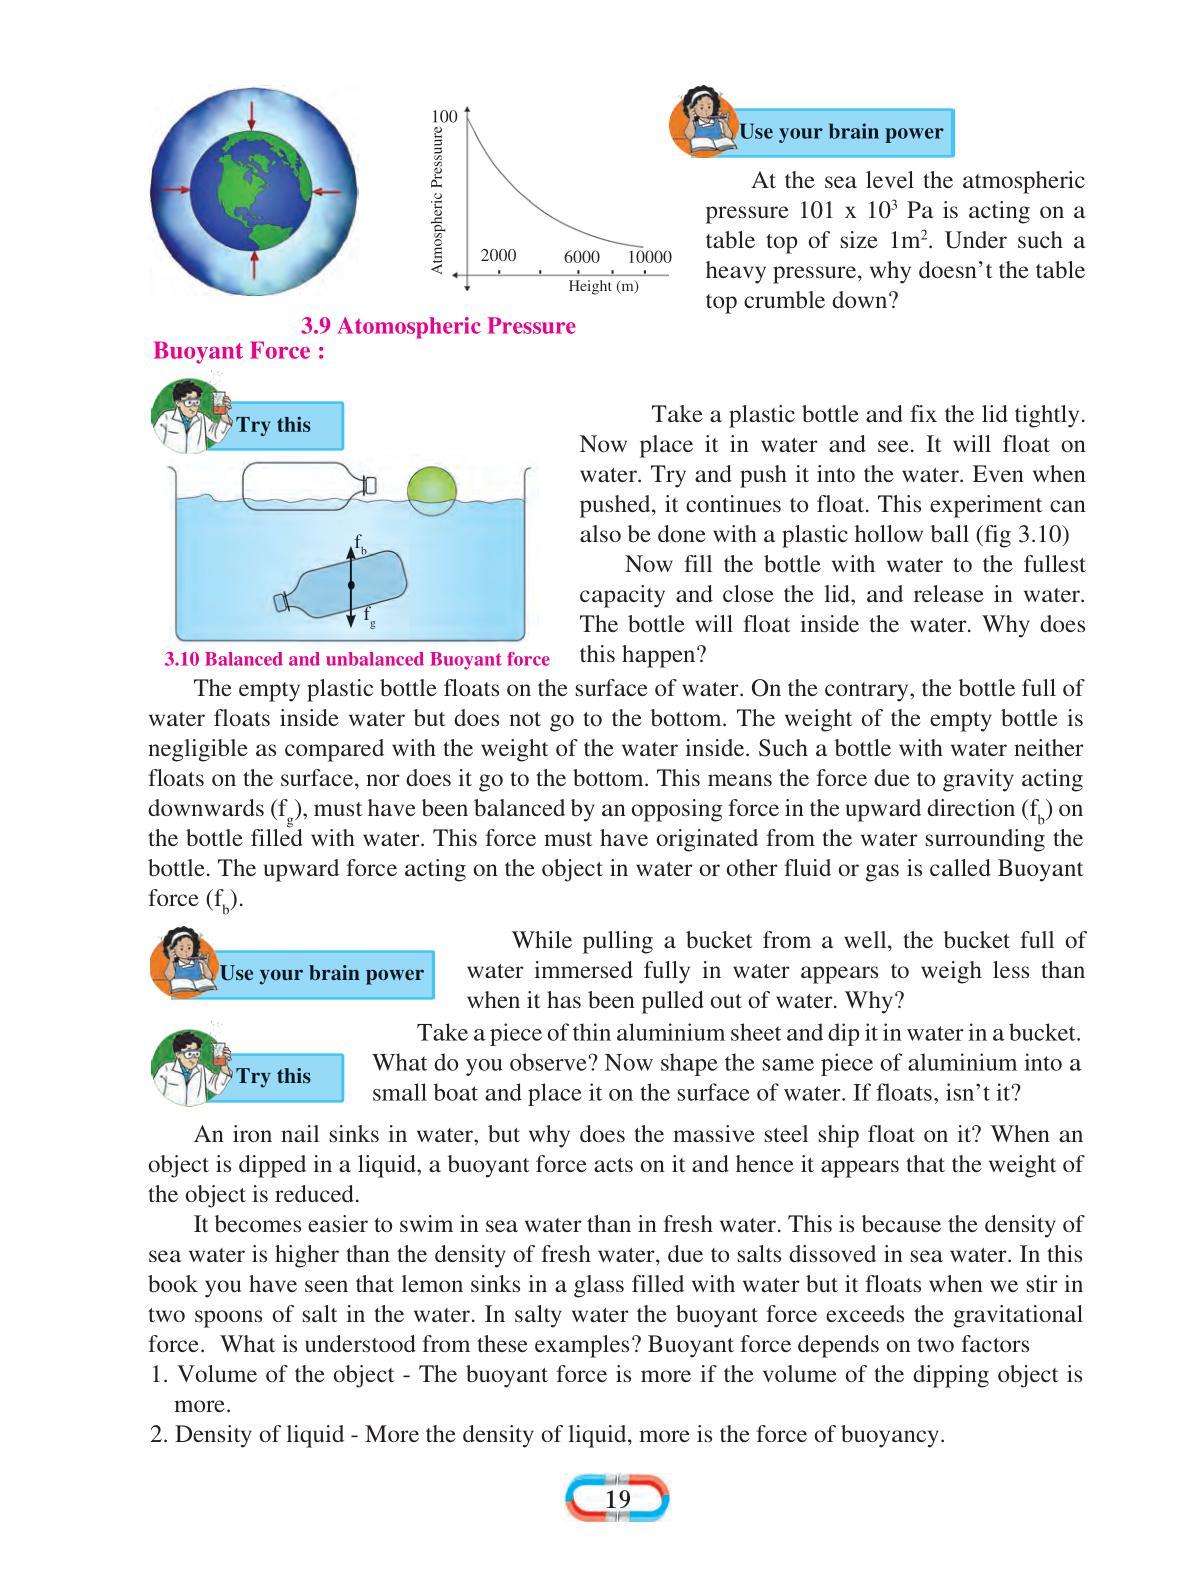 100
Atmospheric Pressuure
2000 6000 10000
Height (m)
3.9 Atomospheric Pressure
Use your brain power
At the sea level the atmospheric
pressure 101 x 10³ Pa is acting on a
table top of size 1m². Under such a
heavy pressure, why doesn't the table
top crumble down?
Buoyant Force :
Try this
fb
fg
3.10 Balanced and unbalanced Buoyant force
Take a plastic bottle and fix the lid tightly.
Now place it in water and see. It will float on
water. Try and push it into the water. Even when
pushed, it continues to float. This experiment can
also be done with a plastic hollow ball (fig 3.10)
Now fill the bottle with water to the fullest
capacity and close the lid, and release in water.
The bottle will float inside the water. Why does
this happen?
The empty plastic bottle floats on the surface of water. On the contrary, the bottle full of
water floats inside water but does not go to the bottom. The weight of the empty bottle is
negligible as compared with the weight of the water inside. Such a bottle with water neither
floats on the surface, nor does it go to the bottom. This means the force due to gravity acting
downwards (fg), must have been balanced by an opposing force in the upward direction (fb) on
the bottle filled with water. This force must have originated from the water surrounding the
bottle. The upward force acting on the object in water or other fluid or gas is called Buoyant
force (fb).
Use your brain power
While pulling a bucket from a well, the bucket full of
water immersed fully in water appears to weigh less than
when it has been pulled out of water. Why?
Try this
Take a piece of thin aluminium sheet and dip it in water in a bucket.
What do you observe? Now shape the same piece of aluminium into a
small boat and place it on the surface of water. If floats, isn't it?
An iron nail sinks in water, but why does the massive steel ship float on it? When an
object is dipped in a liquid, a buoyant force acts on it and hence it appears that the weight of
the object is reduced.
It becomes easier to swim in sea water than in fresh water. This is because the density of
sea water is higher than the density of fresh water, due to salts dissoved in sea water. In this
book you have seen that lemon sinks in a glass filled with water but it floats when we stir in
two spoons of salt in the water. In salty water the buoyant force exceeds the gravitational
force. What is understood from these examples? Buoyant force depends on two factors
1. Volume of the object - The buoyant force is more if the volume of the dipping object is
more.
2. Density of liquid - More the density of liquid, more is the force of buoyancy.
19